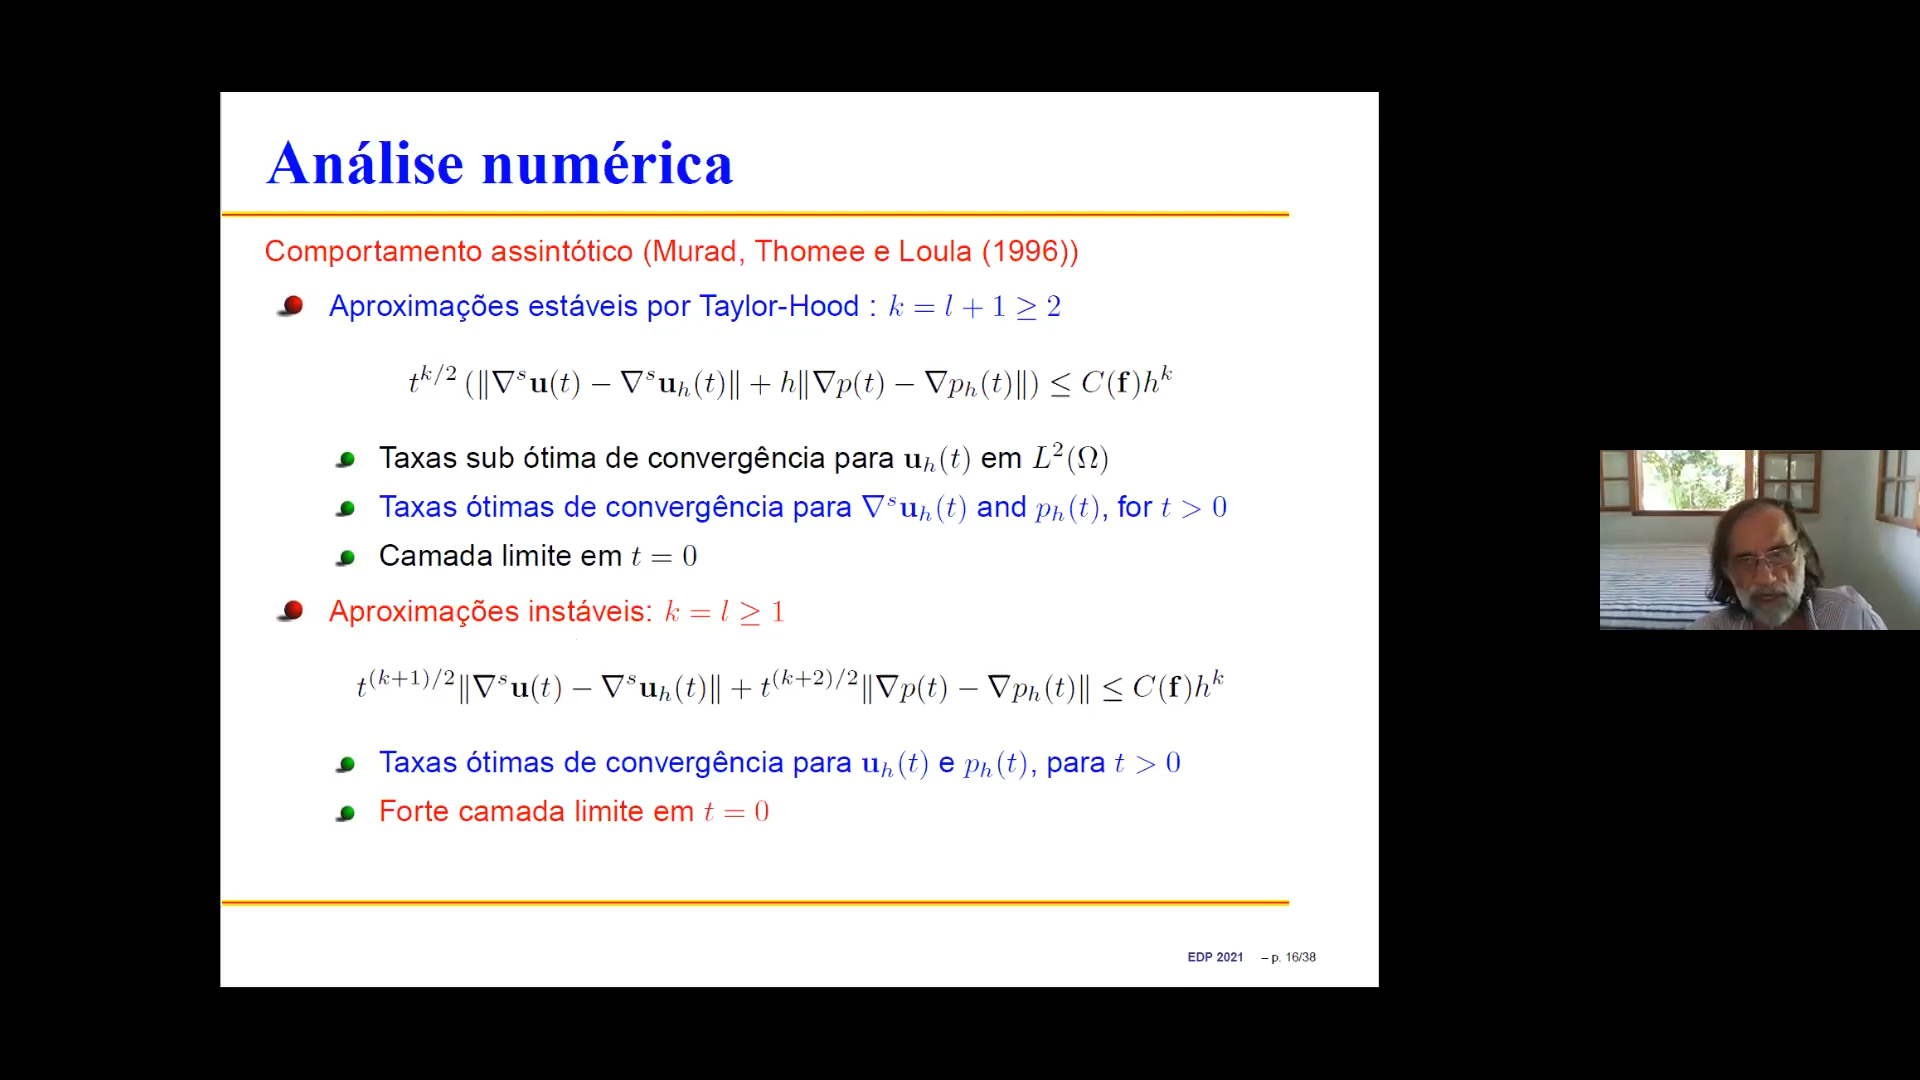 Análise numérica
Comportamento assintótico (Murad, Thomee e Loula (1996))
Aproximações estáveis por Taylor-Hood : k = l + 1 ≥ 2
t^{k/2} (‖∇^s u(t) − ∇^s u_h(t)‖ + h‖∇p(t) − ∇p_h(t)‖) ≤ C(f)h^k
Taxas sub ótima de convergência para u_h(t) em L^2(Ω)
Taxas ótimas de convergência para ∇^s u_h(t) and p_h(t), for t > 0
Camada limite em t = 0
Aproximações instáveis: k = l ≥ 1
t^{(k+1)/2}‖∇^s u(t) − ∇^s u_h(t)‖ + t^{(k+2)/2}‖∇p(t) − ∇p_h(t)‖ ≤ C(f)h^k
Taxas ótimas de convergência para u_h(t) e p_h(t), para t > 0
Forte camada limite em t = 0
EDP 2021 – p. 16/38